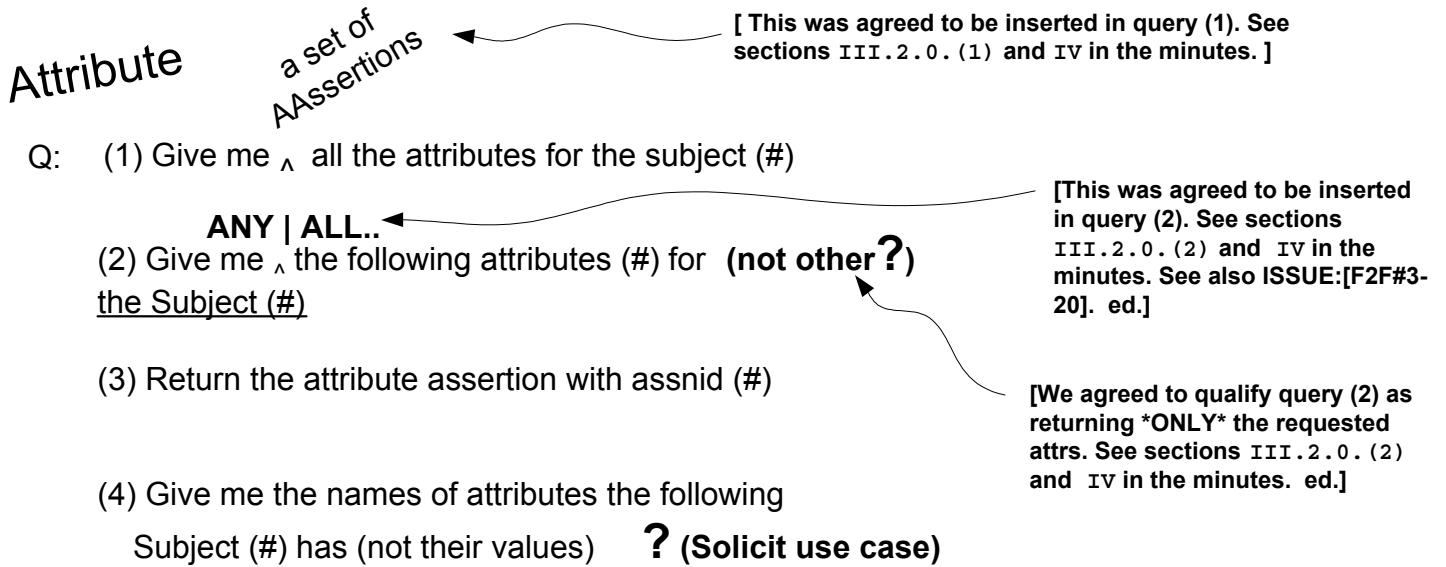 Attribute
a set of
AAssertions
[ This was agreed to be inserted in query (1). See
sections III.2.0.(1) and IV in the minutes. ]
Q: (1) Give me ^ all the attributes for the subject (#)
ANY | ALL..
(2) Give me ^ the following attributes (#) for (not other?)
the Subject (#)
[This was agreed to be inserted
in query (2). See sections
III.2.0.(2) and IV in the
minutes. See also ISSUE:[F2F#3-
20]. ed.]
(3) Return the attribute assertion with assnid (#)
[We agreed to qualify query (2) as
returning *ONLY* the requested
attrs. See sections III.2.0.(2)
and IV in the minutes. ed.]
(4) Give me the names of attributes the following
Subject (#) has (not their values) ? (Solicit use case)